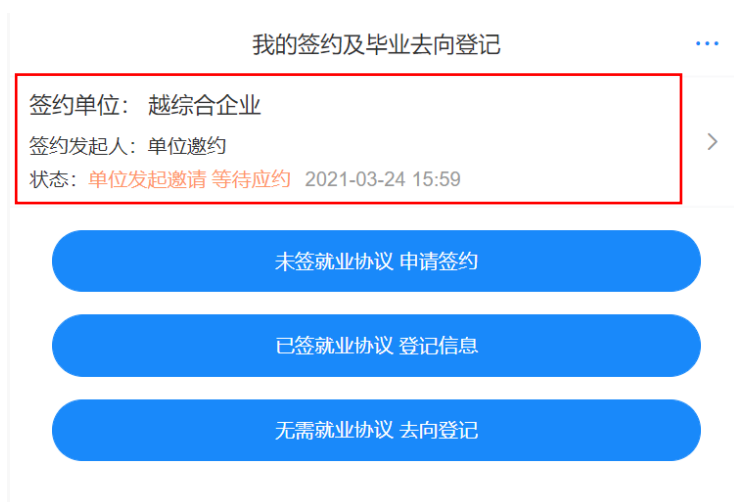 我的签约及毕业去向登记
签约单位： 越综合企业
签约发起人：单位邀约
状态：单位发起邀请 等待应约 2021-03-24 15:59
未签就业协议 申请签约
已签就业协议 登记信息
无需就业协议 去向登记